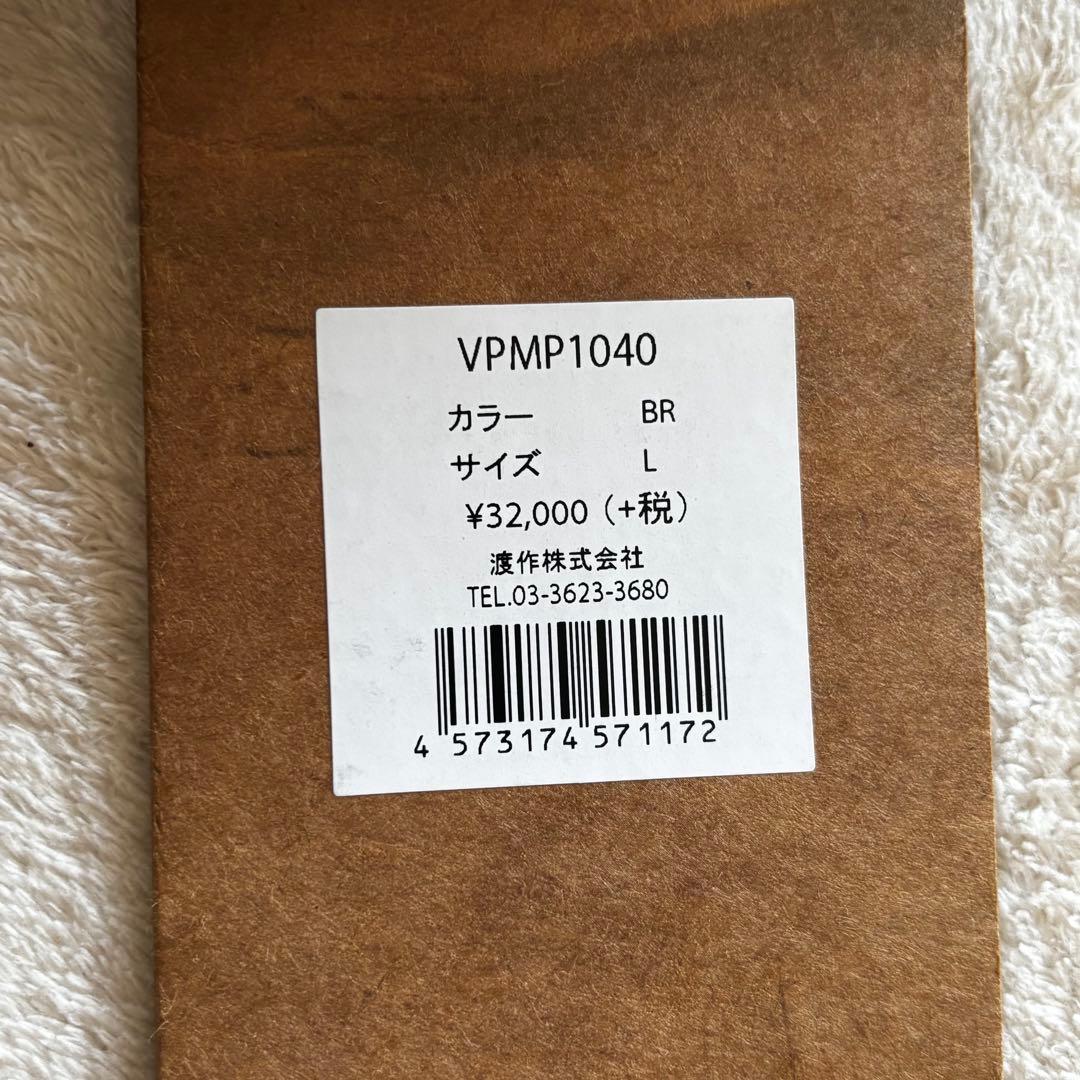 VPMP1040
カラー BR
サイズ L
¥32,000（+税）
渡作株式会社
TEL.03-3623-3680
4 573174 571172